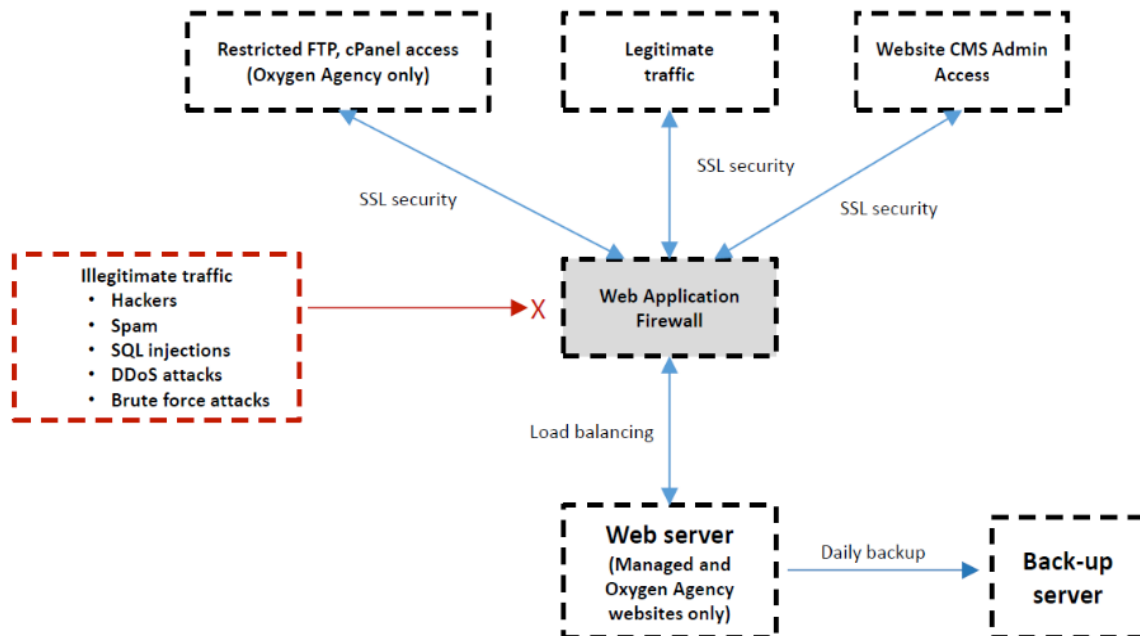 Restricted FTP, cPanel access
(Oxygen Agency only)
Legitimate
traffic
Website CMS Admin
Access
SSL security
SSL security
SSL security
Illegitimate traffic
• Hackers
• Spam
• SQL injections
• DDoS attacks
• Brute force attacks
X
Web Application
Firewall
Load balancing
Web server
(Managed and
Oxygen Agency
websites only)
Daily backup
Back-up
server